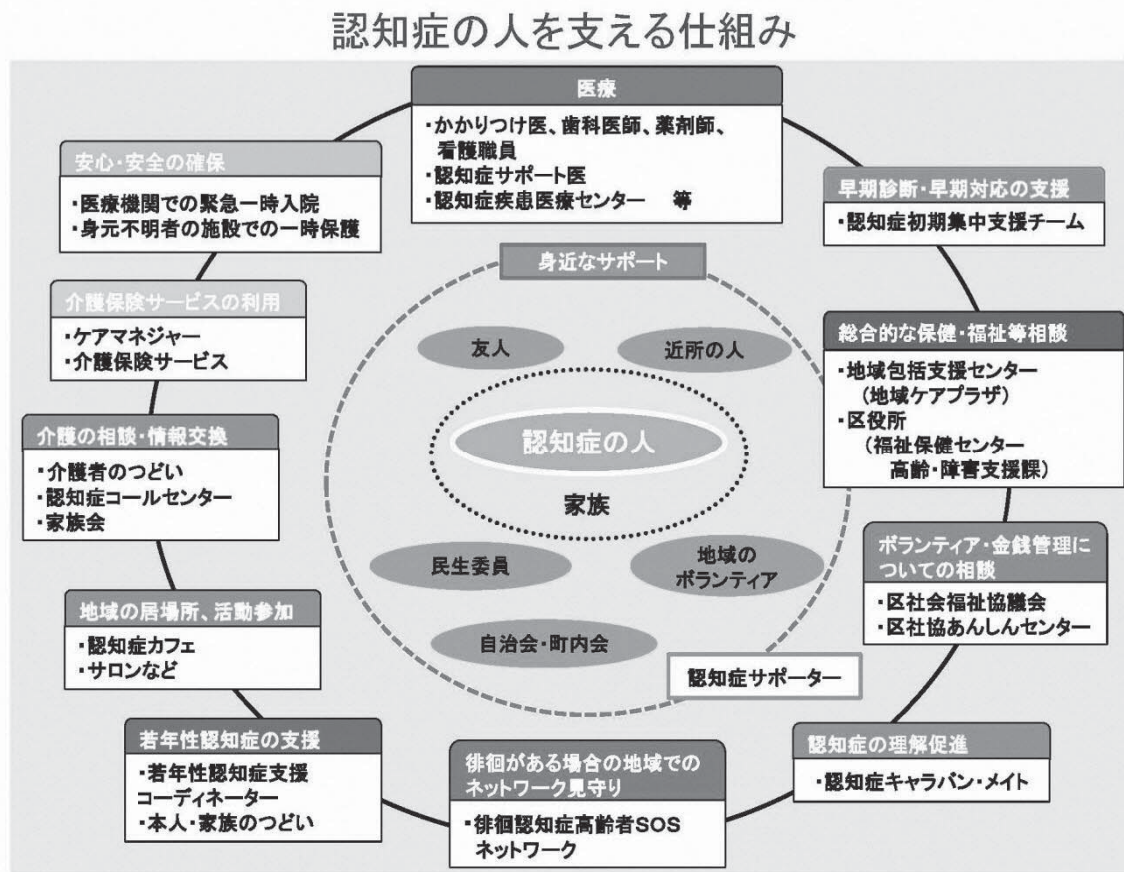 認知症の人を支える仕組み
医療
・かかりつけ医、歯科医師、薬剤師、
看護職員
・認知症サポート医
・認知症疾患医療センター　等
早期診断・早期対応の支援
・認知症初期集中支援チーム
総合的な保健・福祉等相談
・地域包括支援センター
（地域ケアプラザ）
・区役所
（福祉保健センター
高齢・障害支援課）
ボランティア・金銭管理に
ついての相談
・区社会福祉協議会
・区社協あんしんセンター
認知症の理解促進
・認知症キャラバン・メイト
徘徊がある場合の地域での
ネットワーク見守り
・徘徊認知症高齢者SOS
ネットワーク
若年性認知症の支援
・若年性認知症支援
コーディネーター
・本人・家族のつどい
地域の居場所、活動参加
・認知症カフェ
・サロンなど
介護の相談・情報交換
・介護者のつどい
・認知症コールセンター
・家族会
介護保険サービスの利用
・ケアマネジャー
・介護保険サービス
安心・安全の確保
・医療機関での緊急一時入院
・身元不明者の施設での一時保護
身近なサポート
友人
近所の人
認知症の人
家族
民生委員
地域の
ボランティア
自治会・町内会
認知症サポーター